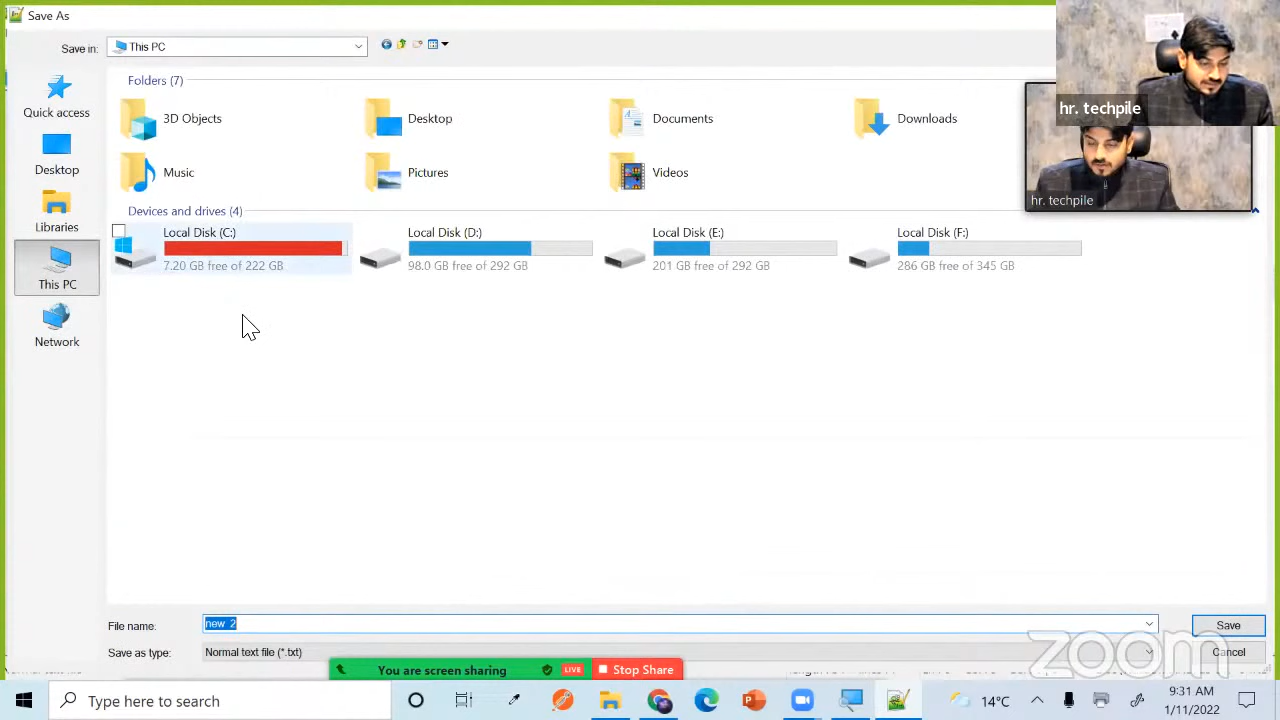 Save As
Save in:
This PC
hr. techpile
hr. techpile
Quick access
Desktop
Libraries
This PC
Network
Folders (7)
3D Objects
Desktop
Documents
Downloads
Music
Pictures
Videos
Devices and drives (4)
Local Disk (C:)
7.20 GB free of 222 GB
Local Disk (D:)
98.0 GB free of 292 GB
Local Disk (E:)
201 GB free of 292 GB
Local Disk (F:)
286 GB free of 345 GB
File name:
new 2
Save
Save as type:
Normal text file (*.txt)
Cancel
zoom
You are screen sharing
LIVE
Stop Share
Type here to search
14°C
9:31 AM
1/11/2022